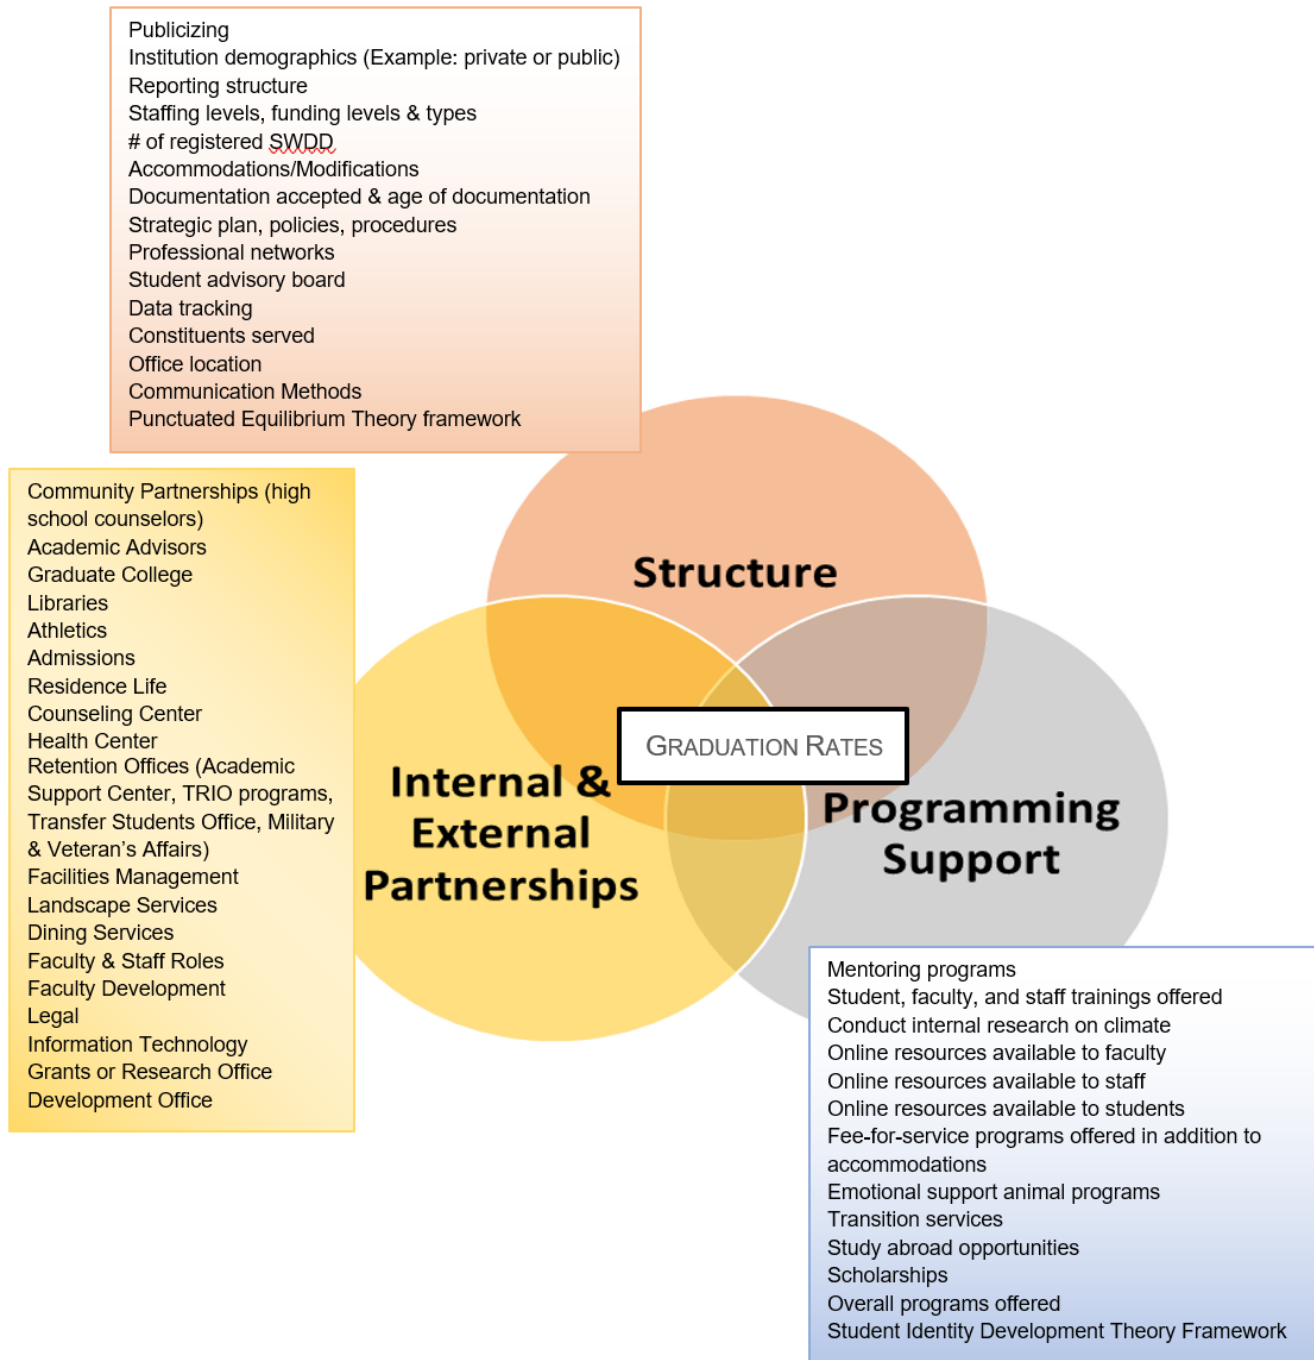 Publicizing
Institution demographics (Example: private or public)
Reporting structure
Staffing levels, funding levels & types
# of registered SWDD
Accommodations/Modifications
Documentation accepted & age of documentation
Strategic plan, policies, procedures
Professional networks
Student advisory board
Data tracking
Constituents served
Office location
Communication Methods
Punctuated Equilibrium Theory framework
Community Partnerships (high
school counselors)
Academic Advisors
Graduate College
Libraries
Athletics
Admissions
Residence Life
Counseling Center
Health Center
Retention Offices (Academic
Support Center, TRIO programs,
Transfer Students Office, Military
& Veteran’s Affairs)
Facilities Management
Landscape Services
Dining Services
Faculty & Staff Roles
Faculty Development
Legal
Information Technology
Grants or Research Office
Development Office
Structure
GRADUATION RATES
Internal &
External
Partnerships
Programming
Support
Mentoring programs
Student, faculty, and staff trainings offered
Conduct internal research on climate
Online resources available to faculty
Online resources available to staff
Online resources available to students
Fee-for-service programs offered in addition to
accommodations
Emotional support animal programs
Transition services
Study abroad opportunities
Scholarships
Overall programs offered
Student Identity Development Theory Framework